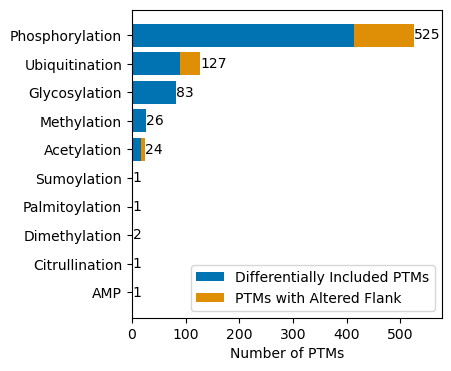 Phosphorylation 525
Ubiquitination 127
Glycosylation 83
Methylation 26
Acetylation 24
Sumoylation 1
Palmitoylation 1
Dimethylation 2
Citrullination 1
AMP 1
Differentially Included PTMs
PTMs with Altered Flank
0 100 200 300 400 500
Number of PTMs